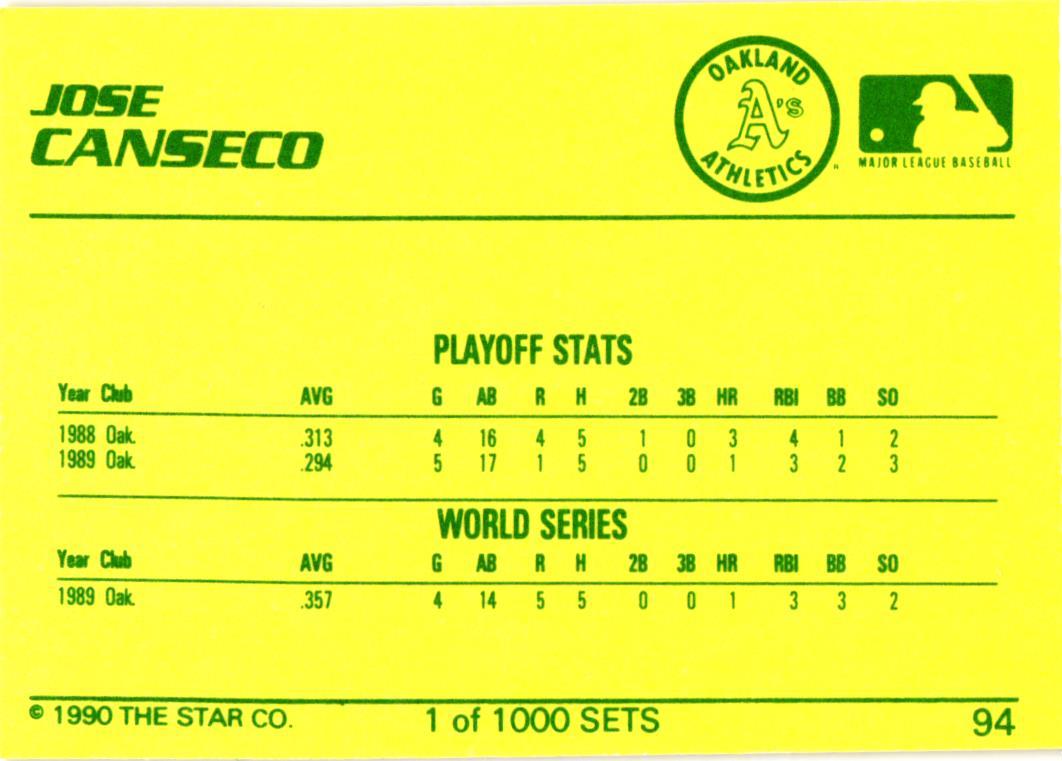 JOSE
CANSECO
OAKLAND
A's
ATHLETICS
MAJOR LEAGUE BASEBALL
PLAYOFF STATS
Year Club AVG G AB R H 2B 3B HR RBI BB SO
1988 Oak. .313 4 16 4 5 1 0 3 4 1 2
1989 Oak. .294 5 17 1 5 0 0 1 3 2 3
WORLD SERIES
Year Club AVG G AB R H 2B 3B HR RBI BB SO
1989 Oak. .357 4 14 5 5 0 0 1 3 3 2
© 1990 THE STAR CO. 1 of 1000 SETS 94